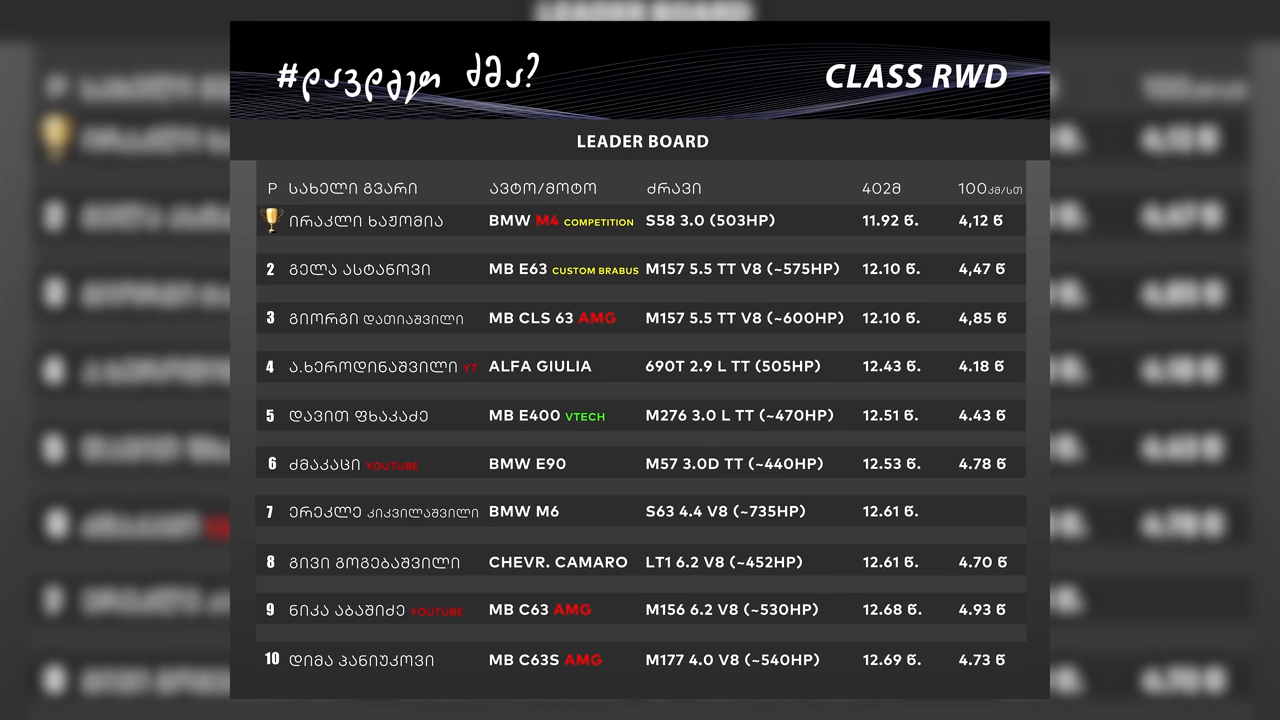 #დავდგეთ ძმა?
CLASS RWD
LEADER BOARD
P სახელი გვარი ავტო/მოტო ძრავი 402მ 100კმ/სთ
ირაკლი ხაჟომია BMW M4 COMPETITION S58 3.0 (503HP) 11.92 წ. 4,12 წ
2 გელა ასტანოვი MB E63 CUSTOM BRABUS M157 5.5 TT V8 (~575HP) 12.10 წ. 4,47 წ
3 გიორგი დათიაშვილი MB CLS 63 AMG M157 5.5 TT V8 (~600HP) 12.10 წ. 4,85 წ
4 ა.ხეროდინაშვილი YT ALFA GIULIA 690T 2.9 L TT (505HP) 12.43 წ. 4.18 წ
5 დავით ფხაკაძე MB E400 VTECH M276 3.0 L TT (~470HP) 12.51 წ. 4.43 წ
6 ძმაკაცი YOUTUBE BMW E90 M57 3.0D TT (~440HP) 12.53 წ. 4.78 წ
7 ერეკლე კიკვილაშვილი BMW M6 S63 4.4 V8 (~735HP) 12.61 წ.
8 გივი გოგებაშვილი CHEVR. CAMARO LT1 6.2 V8 (~452HP) 12.61 წ. 4.70 წ
9 ნიკა აბაშიძე YOUTUBE MB C63 AMG M156 6.2 V8 (~530HP) 12.68 წ. 4.93 წ
10 დიმა პანიუკოვი MB C63S AMG M177 4.0 V8 (~540HP) 12.69 წ. 4.73 წ